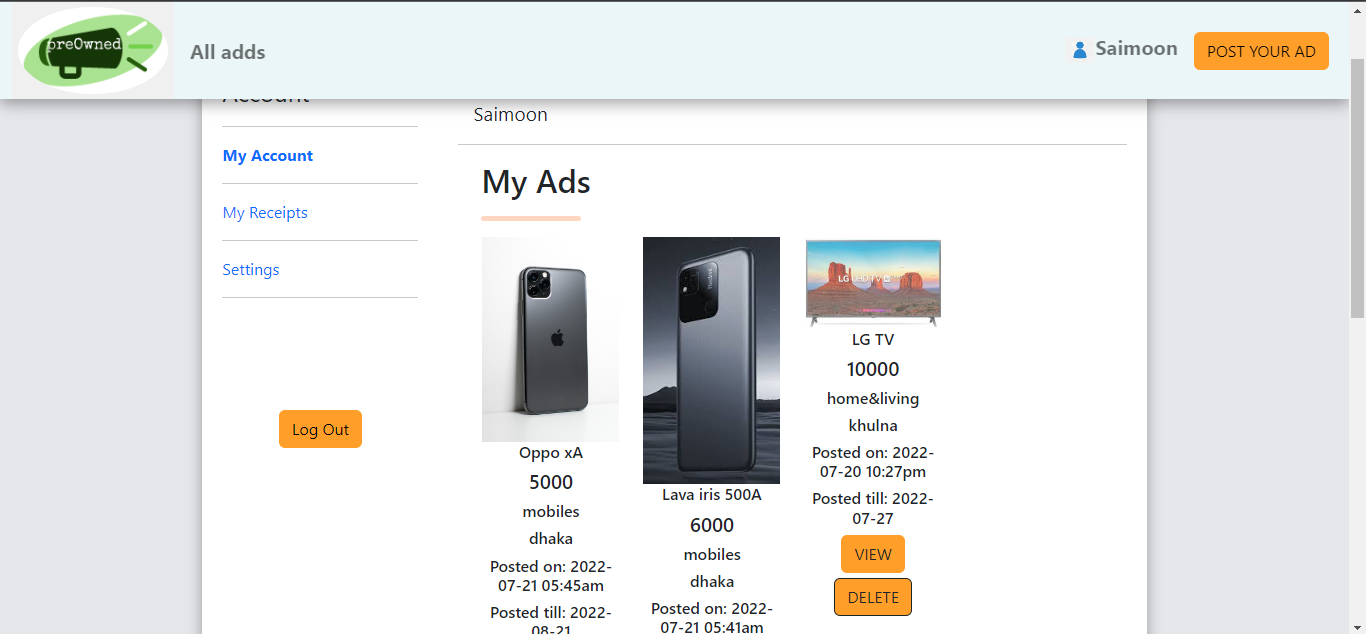 preOwned
All adds
Saimoon
POST YOUR AD
Account
My Account
My Receipts
Settings
Log Out
Saimoon
My Ads
Oppo xA
5000
mobiles
dhaka
Posted on: 2022-
07-21 05:45am
Posted till: 2022-
08-21
Lava iris 500A
6000
mobiles
dhaka
Posted on: 2022-
07-21 05:41am
LG UHD TV
LG TV
10000
home&living
khulna
Posted on: 2022-
07-20 10:27pm
Posted till: 2022-
07-27
VIEW
DELETE